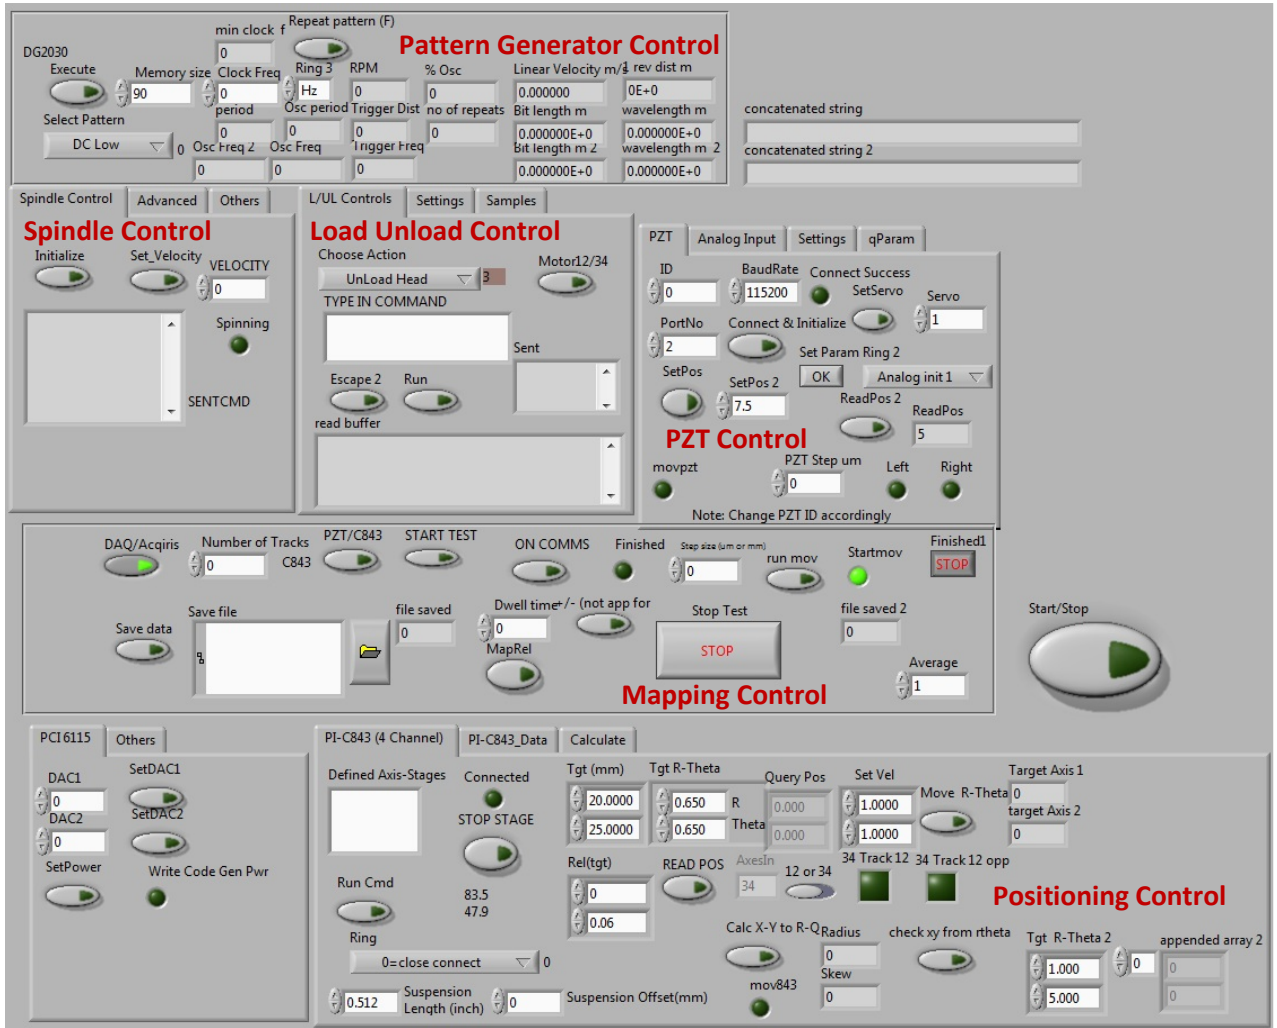 min clock f
Repeat pattern (F)
Pattern Generator Control
DG2030
0
Execute
Memory size
Clock Freq
Ring 3
RPM
% Osc
Linear Velocity m/s
1 rev dist m
90
0
Hz
0
0
0.000000
0E+0
period
Osc period
Trigger Dist
no of repeats
Bit length m
wavelength m
concatenated string
Select Pattern
0
0
0
0
0.000000E+0
0.000000E+0
DC Low
0
Osc Freq 2
Osc Freq
Trigger Freq
Bit length m 2
wavelength m 2
concatenated string 2
0
0
0
0.000000E+0
0.000000E+0
Spindle Control
Advanced
Others
Spindle Control
Initialize
Set_Velocity
VELOCITY
0
Spinning
SENTCMD
L/UL Controls
Settings
Samples
Load Unload Control
Choose Action
Motor12/34
UnLoad Head
3
TYPE IN COMMAND
Sent
Escape 2
Run
read buffer
PZT
Analog Input
Settings
qParam
ID
BaudRate
Connect Success
0
115200
SetServo
Servo
1
PortNo
Connect & Initialize
2
Set Param Ring 2
SetPos
SetPos 2
OK
Analog init 1
7.5
ReadPos 2
ReadPos
5
PZT Control
movpzt
PZT Step um
Left
Right
0
Note: Change PZT ID accordingly
DAQ/Acqiris
Number of Tracks
PZT/C843
START TEST
ON COMMS
Finished
Step size (um or mm)
run mov
Startmov
Finished1
0
C843
0
STOP
Save data
Save file
file saved
Dwell time
+/- (not app for
Stop Test
file saved 2
Start/Stop
0
0
STOP
0
MapRel
Average
1
Mapping Control
PCI 6115
Others
DAC1
SetDAC1
0
DAC2
SetDAC2
0
SetPower
Write Code Gen Pwr
PI-C843 (4 Channel)
PI-C843_Data
Calculate
Defined Axis-Stages
Connected
Tgt (mm)
Tgt R-Theta
Query Pos
Set Vel
Target Axis 1
20.0000
0.650
R
0.000
1.0000
Move R-Theta
0
STOP STAGE
25.0000
0.650
Theta
0.000
1.0000
target Axis 2
0
Rel(tgt)
READ POS
AxesIn
12 or 34
34 Track 12
34 Track 12 opp
Run Cmd
83.5
47.9
0
34
0.06
Positioning Control
Ring
Calc X-Y to R-Q
Radius
check xy from rtheta
Tgt R-Theta 2
appended array 2
0=close connect
0
0
1.000
0
0
mov843
Skew
5.000
0
0.512
Suspension
Length (inch)
0
Suspension Offset(mm)
0